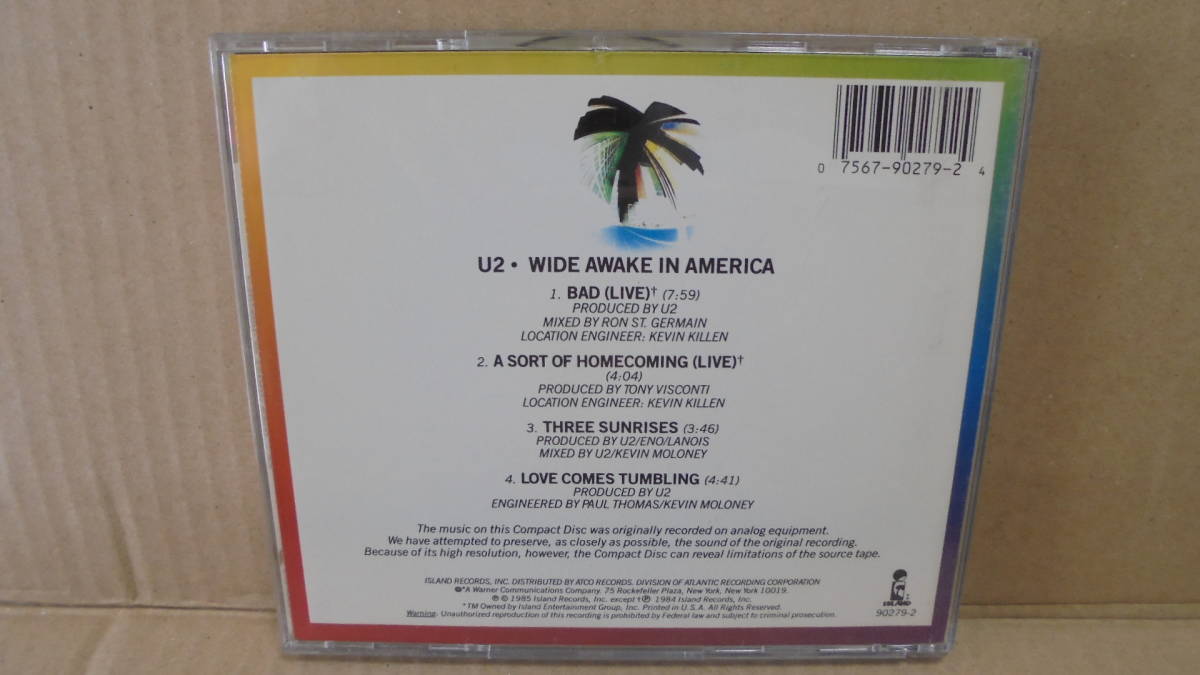 0 7567-90279-2 4
U2 • WIDE AWAKE IN AMERICA
1. BAD (LIVE)† (7:59)
PRODUCED BY U2
MIXED BY RON ST. GERMAIN
LOCATION ENGINEER: KEVIN KILLEN
2. A SORT OF HOMECOMING (LIVE)†
(4:04)
PRODUCED BY TONY VISCONTI
LOCATION ENGINEER: KEVIN KILLEN
3. THREE SUNRISES (3:46)
PRODUCED BY U2/ENO/LANOIS
MIXED BY U2/KEVIN MOLONEY
4. LOVE COMES TUMBLING (4:41)
PRODUCED BY U2
ENGINEERED BY PAUL THOMAS/KEVIN MOLONEY
The music on this Compact Disc was originally recorded on analog equipment.
We have attempted to preserve, as closely as possible, the sound of the original recording.
Because of its high resolution, however, the Compact Disc can reveal limitations of the source tape.
ISLAND RECORDS, INC. DISTRIBUTED BY ATCO RECORDS. DIVISION OF ATLANTIC RECORDING CORPORATION
*A Warner Communications Company. 75 Rockefeller Plaza, New York, New York 10019.
℗ © 1985 Island Records, Inc. except †℗ 1984 Island Records, Inc.
*TM Owned by Island Entertainment Group, Inc. Printed in U.S.A. All Rights Reserved.
Warning: Unauthorized reproduction of this recording is prohibited by Federal law and subject to criminal prosecution.
ISLAND
90279-2